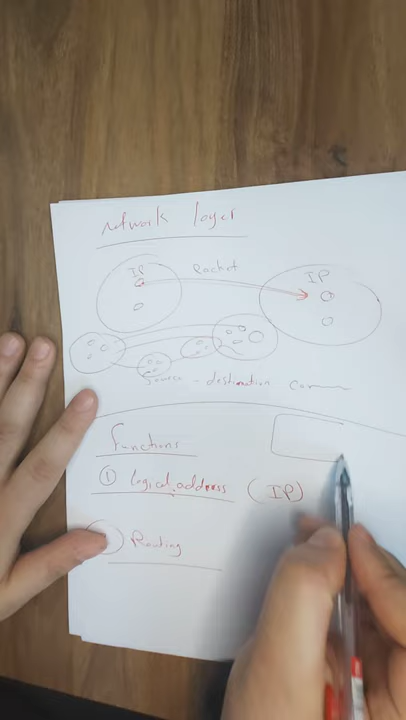 network layer
IP Packet IP
Source - destination
functions
① logical address (IP)
Routing